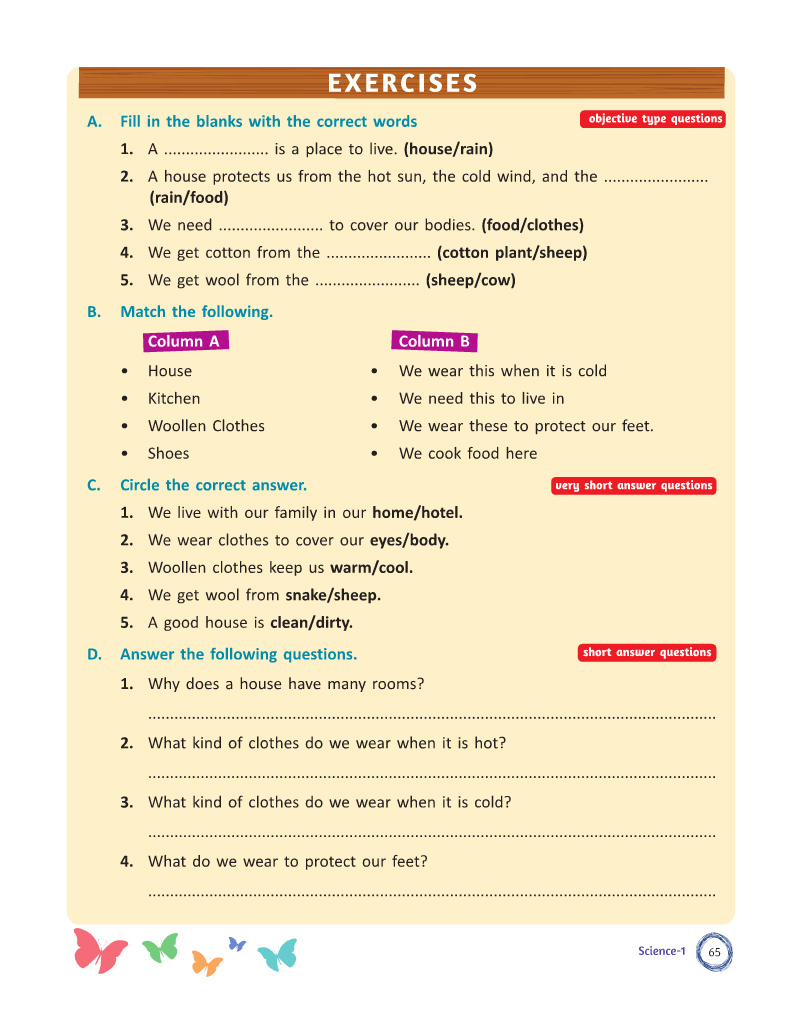 EXERCISES
A. Fill in the blanks with the correct words
objective type questions
1. A ........................ is a place to live. (house/rain)
2. A house protects us from the hot sun, the cold wind, and the ........................
(rain/food)
3. We need ........................ to cover our bodies. (food/clothes)
4. We get cotton from the ........................ (cotton plant/sheep)
5. We get wool from the ........................ (sheep/cow)
B. Match the following.
Column A Column B
• House • We wear this when it is cold
• Kitchen • We need this to live in
• Woollen Clothes • We wear these to protect our feet.
• Shoes • We cook food here
C. Circle the correct answer.
very short answer questions
1. We live with our family in our home/hotel.
2. We wear clothes to cover our eyes/body.
3. Woollen clothes keep us warm/cool.
4. We get wool from snake/sheep.
5. A good house is clean/dirty.
D. Answer the following questions.
short answer questions
1. Why does a house have many rooms?
..................................................................................................................................
2. What kind of clothes do we wear when it is hot?
..................................................................................................................................
3. What kind of clothes do we wear when it is cold?
..................................................................................................................................
4. What do we wear to protect our feet?
..................................................................................................................................
Science-1 65